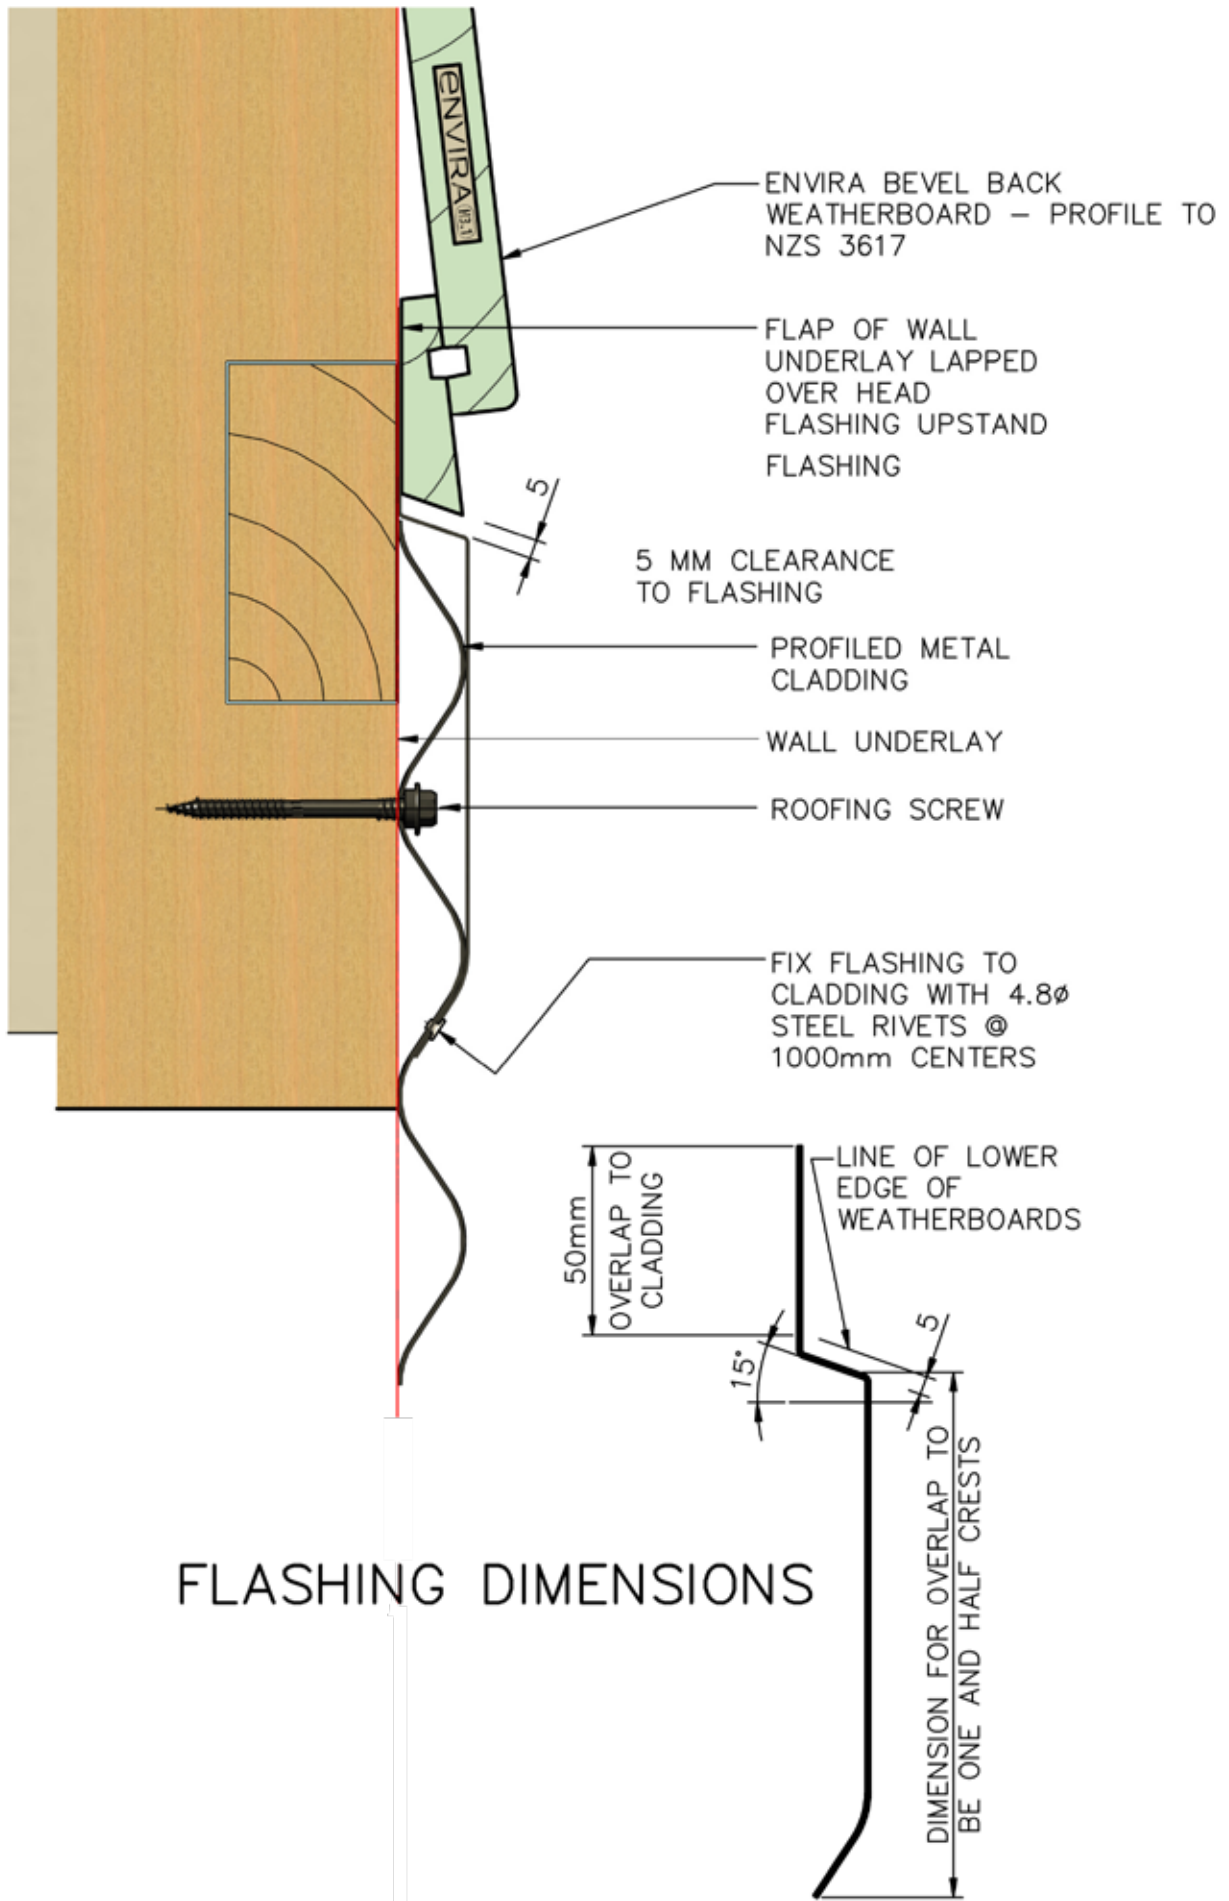 ENVIRA H3.1
ENVIRA BEVEL BACK
WEATHERBOARD – PROFILE TO
NZS 3617
FLAP OF WALL
UNDERLAY LAPPED
OVER HEAD
FLASHING UPSTAND
FLASHING
5
5 MM CLEARANCE
TO FLASHING
PROFILED METAL
CLADDING
WALL UNDERLAY
ROOFING SCREW
FIX FLASHING TO
CLADDING WITH 4.8ø
STEEL RIVETS @
1000mm CENTERS
50mm
OVERLAP TO
CLADDING
LINE OF LOWER
EDGE OF
WEATHERBOARDS
15°
5
DIMENSION FOR OVERLAP TO
BE ONE AND HALF CRESTS
FLASHING DIMENSIONS